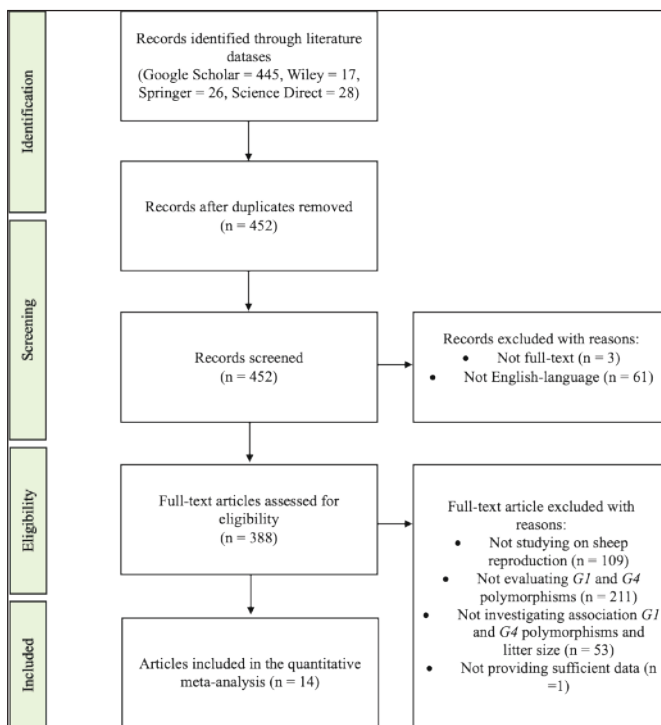 Identification
Records identified through literature
datases
(Google Scholar = 445, Wiley = 17,
Springer = 26, Science Direct = 28)
Records after duplicates removed
(n = 452)
Screening
Records screened
(n = 452)
Records excluded with reasons:
• Not full-text (n = 3)
• Not English-language (n = 61)
Eligibility
Full-text articles assessed for
eligibility
(n = 388)
Full-text article excluded with
reasons:
• Not studying on sheep
reproduction
(n = 109)
• Not evaluating G1 and G4
polymorphisms (n = 211)
• Not investigating association G1
and G4 polymorphisms and
litter size (n = 53)
• Not providing sufficient data (n
=1)
Included
Articles included in the quantitative
meta-analysis (n = 14)